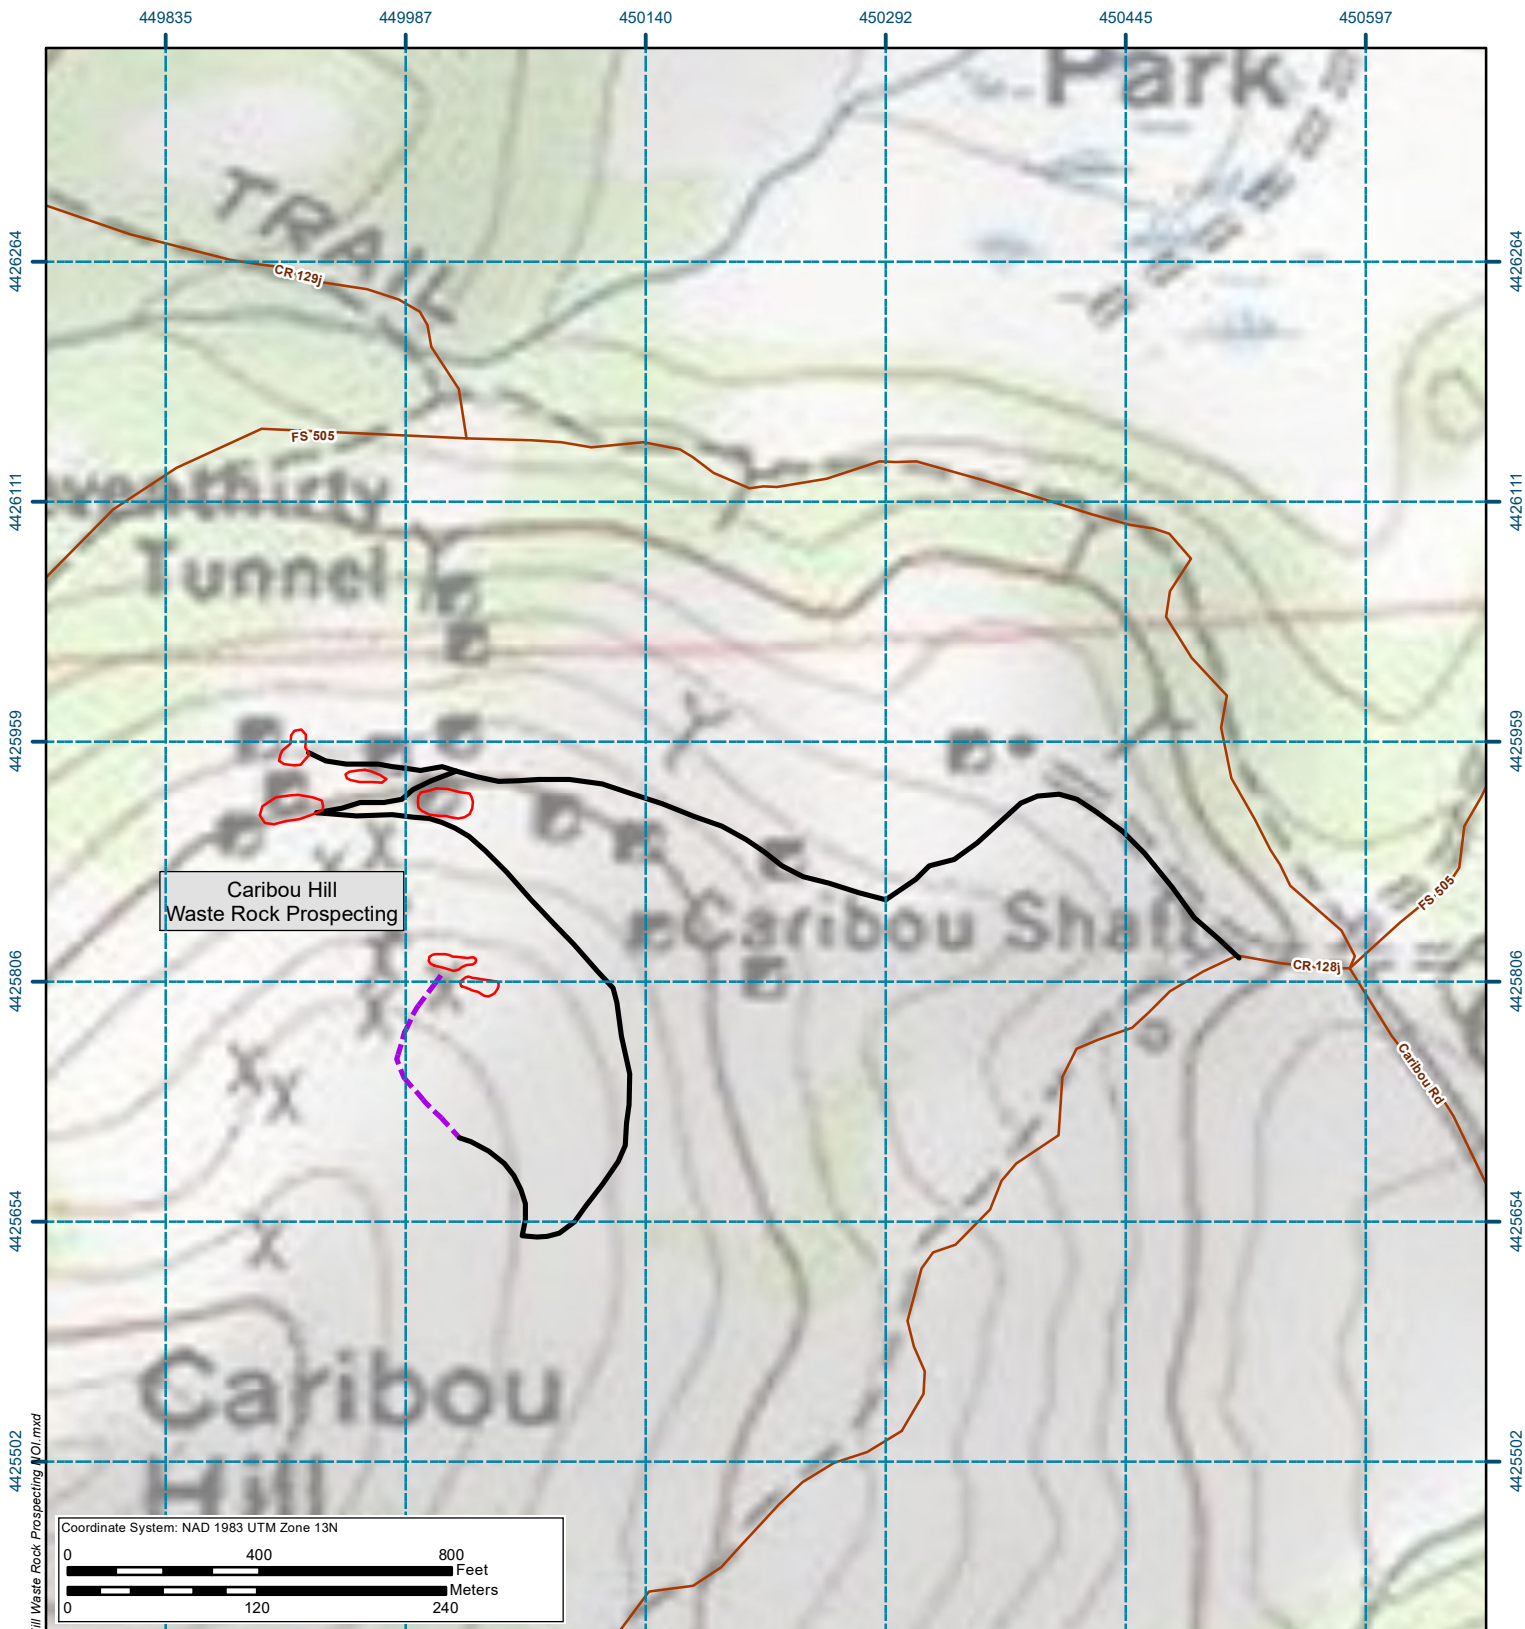 449835 449987 450140 450292 450445 450597
Park
TRAIL
4426264 4426264
CR 129j
FS 505
4426111 4426111
Tunnel
4425959 4425959
Caribou Hill
Waste Rock Prospecting
Caribou Shaft
FS 505
CR 128j
4425806 4425806
Caribou Rd
4425654 4425654
Caribou
Hill
4425502 4425502
ill Waste Rock Prospecting NOI.mxd
Coordinate System: NAD 1983 UTM Zone 13N
0 400 800
Feet
Meters
0 120 240